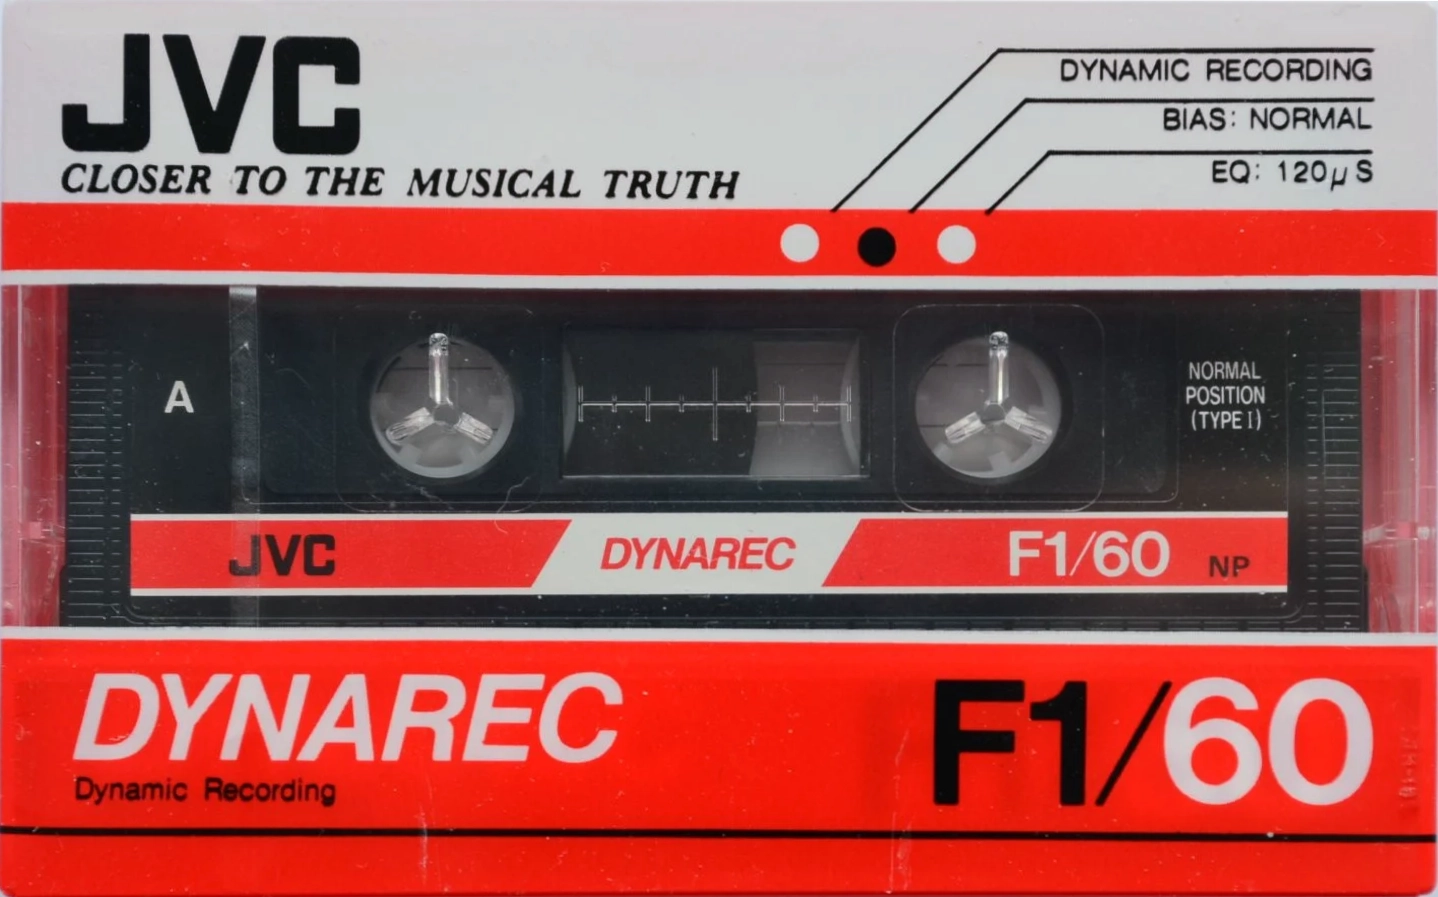 JVC
CLOSER TO THE MUSICAL TRUTH
DYNAMIC RECORDING
BIAS: NORMAL
EQ: 120μS
A
NORMAL
POSITION
(TYPE I)
JVC
DYNAREC
F1/60
NP
DYNAREC
Dynamic Recording
F1/60